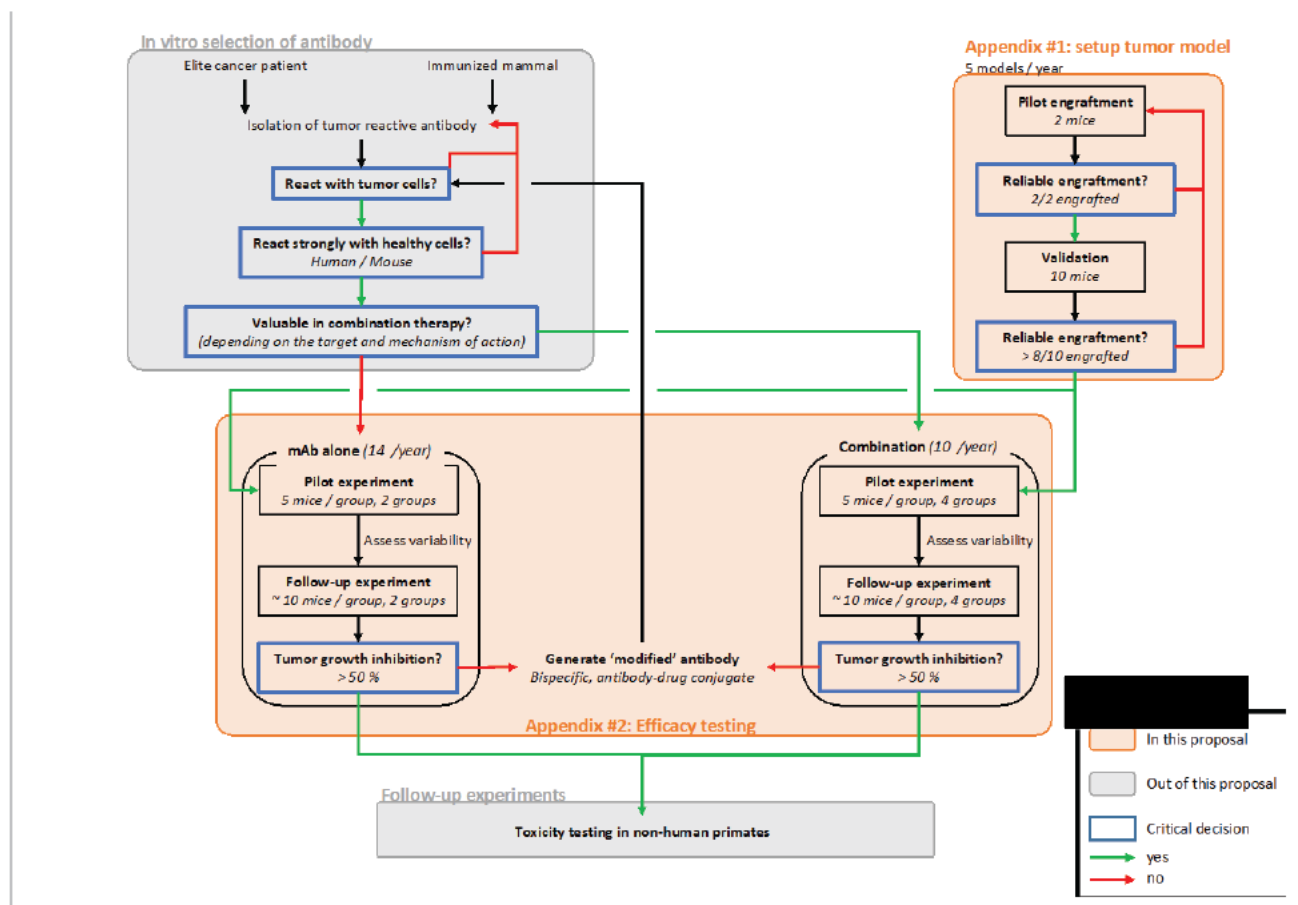 In vitro selection of antibody
Elite cancer patient
Immunized mammal
Isolation of tumor reactive antibody
React with tumor cells?
React strongly with healthy cells?
Human / Mouse
Valuable in combination therapy?
(depending on the target and mechanism of action)
Appendix #1: setup tumor model
5 models / year
Pilot engraftment
2 mice
Reliable engraftment?
2/2 engrafted
Validation
10 mice
Reliable engraftment?
> 8/10 engrafted
mAb alone (14 /year)
Pilot experiment
5 mice / group, 2 groups
Assess variability
Follow-up experiment
~ 10 mice / group, 2 groups
Tumor growth inhibition?
> 50 %
Generate ‘modified’ antibody
Bispecific, antibody-drug conjugate
Combination (10 /year)
Pilot experiment
5 mice / group, 4 groups
Assess variability
Follow-up experiment
~ 10 mice / group, 4 groups
Tumor growth inhibition?
> 50 %
Appendix #2: Efficacy testing
Follow-up experiments
Toxicity testing in non-human primates
In this proposal
Out of this proposal
Critical decision
yes
no